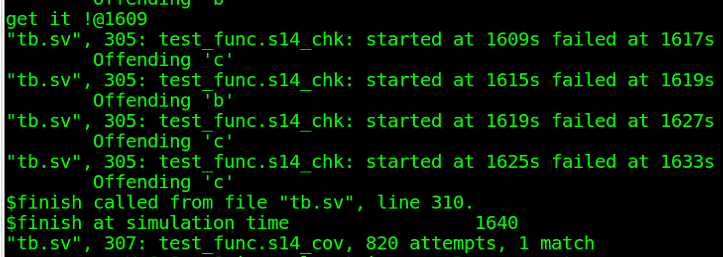 Offending 'b'
get it !@1609
"tb.sv", 305: test_func.s14_chk: started at 1609s failed at 1617s
Offending 'c'
"tb.sv", 305: test_func.s14_chk: started at 1615s failed at 1619s
Offending 'b'
"tb.sv", 305: test_func.s14_chk: started at 1619s failed at 1627s
Offending 'c'
"tb.sv", 305: test_func.s14_chk: started at 1625s failed at 1633s
Offending 'c'
$finish called from file "tb.sv", line 310.
$finish at simulation time 1640
"tb.sv", 307: test_func.s14_cov, 820 attempts, 1 match